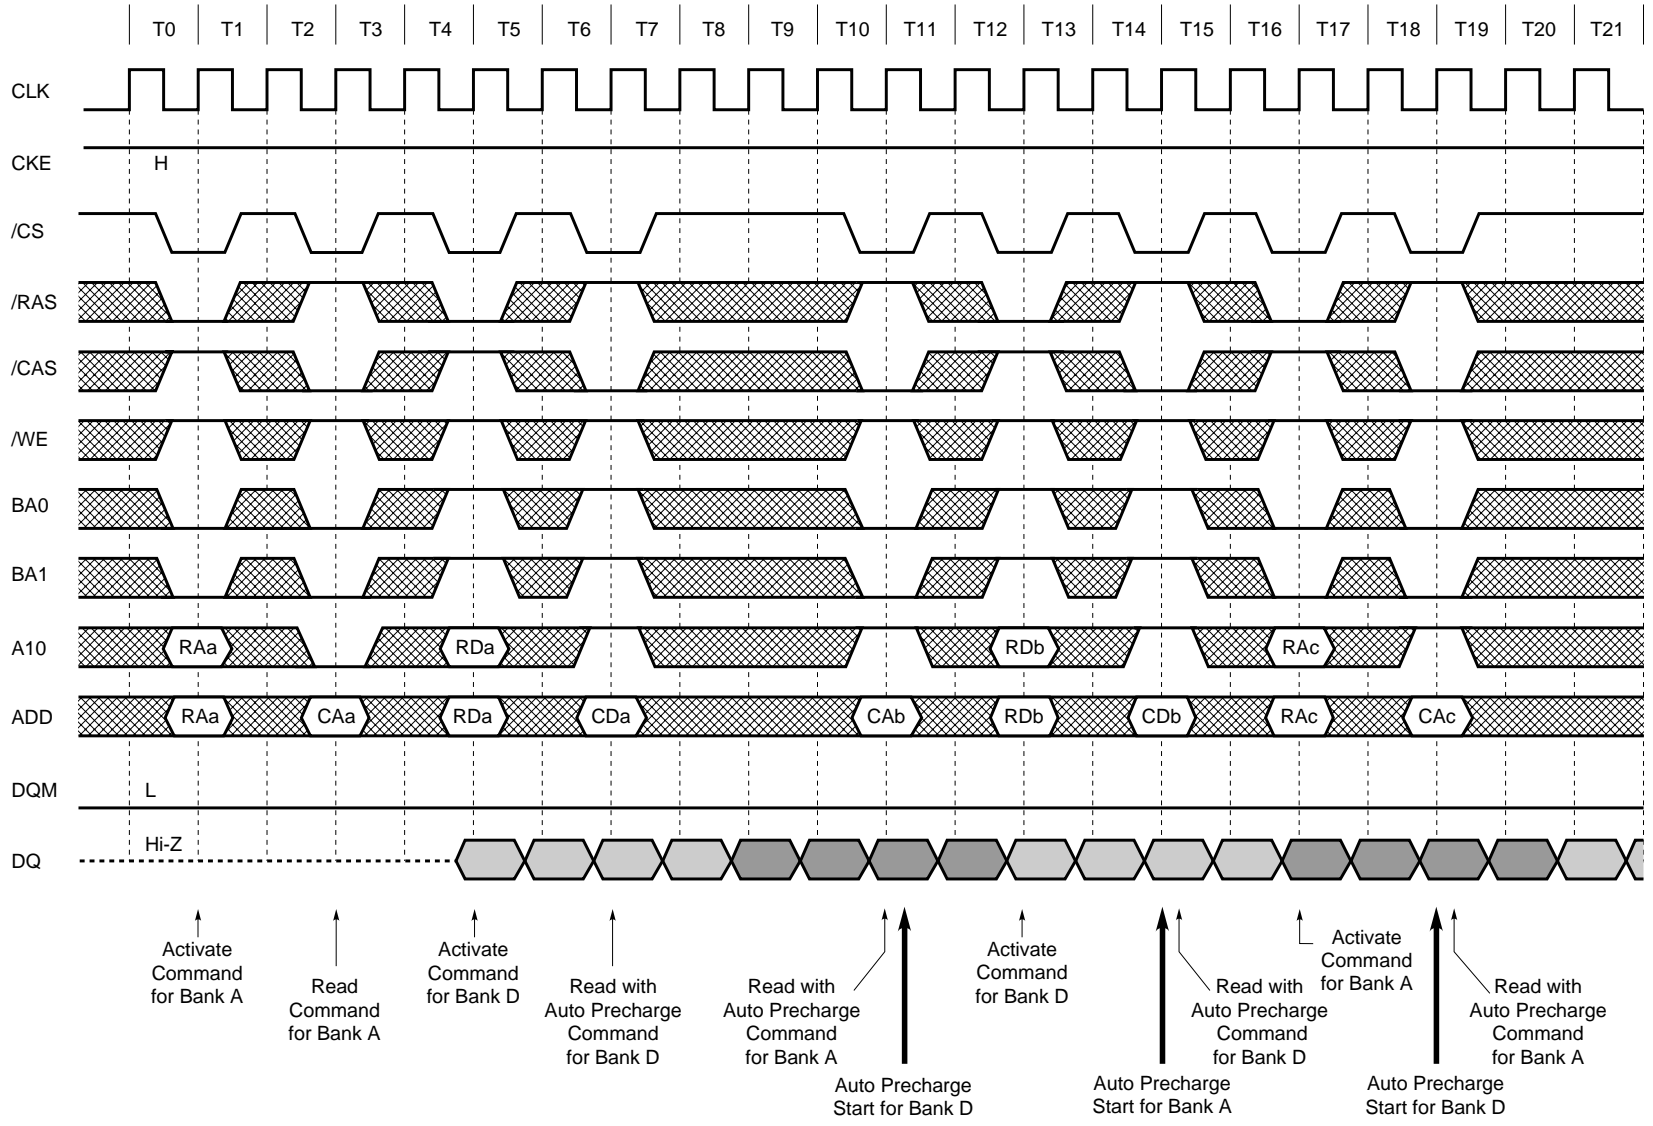 T0 T1 T2 T3 T4 T5 T6 T7 T8 T9 T10 T11 T12 T13 T14 T15 T16 T17 T18 T19 T20 T21
CLK
CKE H
/CS
/RAS
/CAS
/WE
BA0
BA1
A10 RAa RDa RDb RAc
ADD RAa CAa RDa CDa CAb RDb CDb RAc CAc
DQM L
DQ Hi-Z
Activate
Command
for Bank A
Read
Command
for Bank A
Activate
Command
for Bank D
Read with
Auto Precharge
Command
for Bank D
Read with
Auto Precharge
Command
for Bank A
Auto Precharge
Start for Bank D
Activate
Command
for Bank D
Auto Precharge
Start for Bank A
Read with
Auto Precharge
Command
for Bank D
Activate
Command
for Bank A
Auto Precharge
Start for Bank D
Read with
Auto Precharge
Command
for Bank A